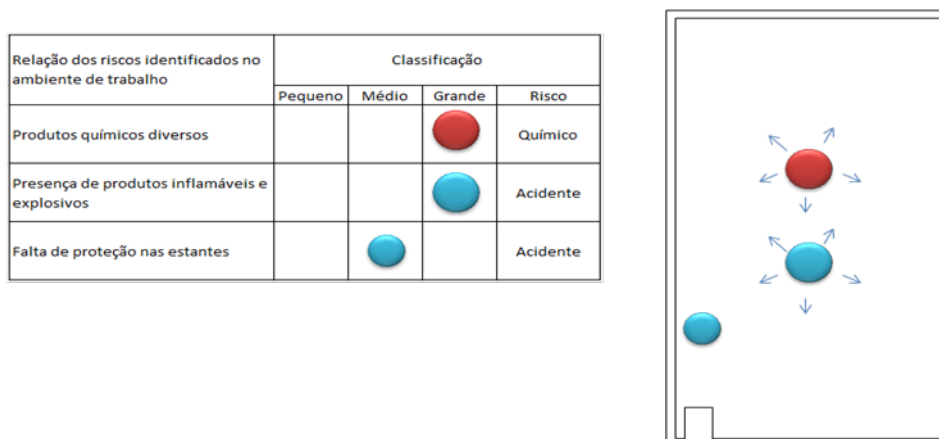 Relação dos riscos identificados no
ambiente de trabalho
Classificação
Pequeno Médio Grande Risco
Produtos químicos diversos Químico
Presença de produtos inflamáveis e
explosivos
Acidente
Falta de proteção nas estantes Acidente